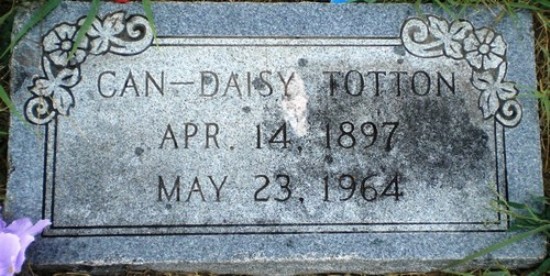 CAN-DAISY TOTTON
APR. 14, 1897
MAY 23, 1964